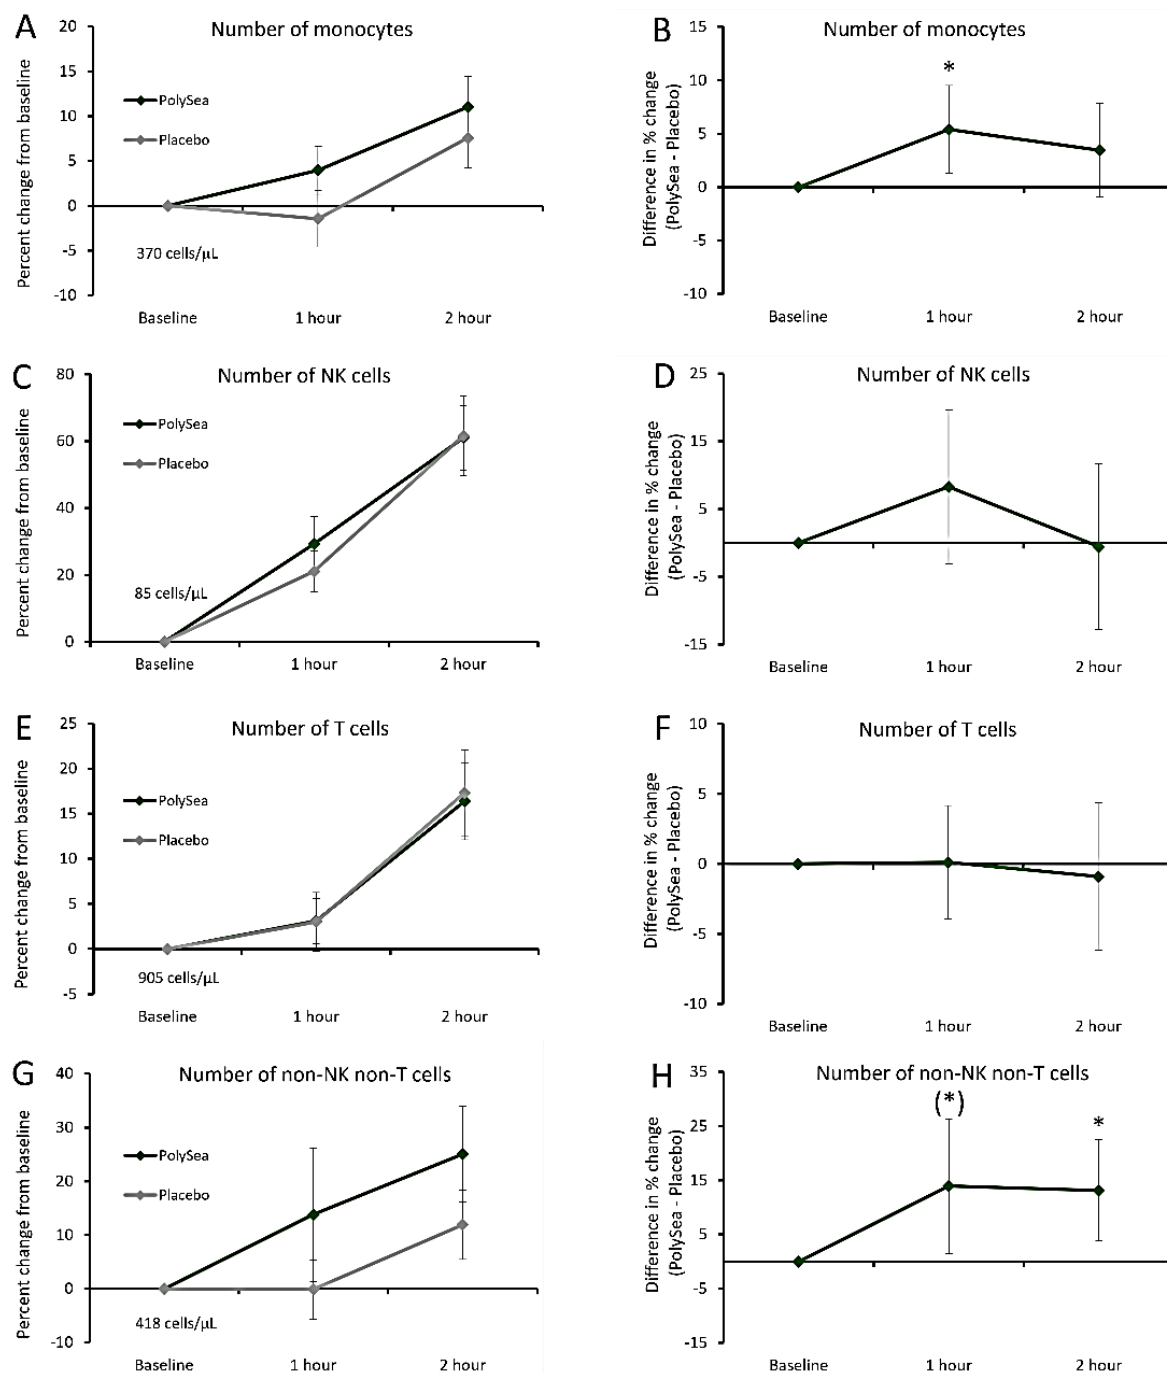 A
Number of monocytes
Percent change from baseline
20
15
10
5
0
-5
-10
PolySea
Placebo
370 cells/µL
Baseline
1 hour
2 hour
B
Number of monocytes
Difference in % change
(PolySea - Placebo)
15
10
5
0
-5
-10
*
Baseline
1 hour
2 hour
C
Number of NK cells
Percent change from baseline
80
60
40
20
0
PolySea
Placebo
85 cells/µL
Baseline
1 hour
2 hour
D
Number of NK cells
Difference in % change
(PolySea - Placebo)
25
15
5
-5
-15
Baseline
1 hour
2 hour
E
Number of T cells
Percent change from baseline
25
20
15
10
5
0
-5
PolySea
Placebo
905 cells/µL
Baseline
1 hour
2 hour
F
Number of T cells
Difference in % change
(PolySea - Placebo)
10
5
0
-5
-10
Baseline
1 hour
2 hour
G
Number of non-NK non-T cells
Percent change from baseline
40
30
20
10
0
-10
PolySea
Placebo
418 cells/µL
Baseline
1 hour
2 hour
H
Number of non-NK non-T cells
Difference in % change
(PolySea - Placebo)
35
25
15
5
-5
-15
(*)
*
Baseline
1 hour
2 hour